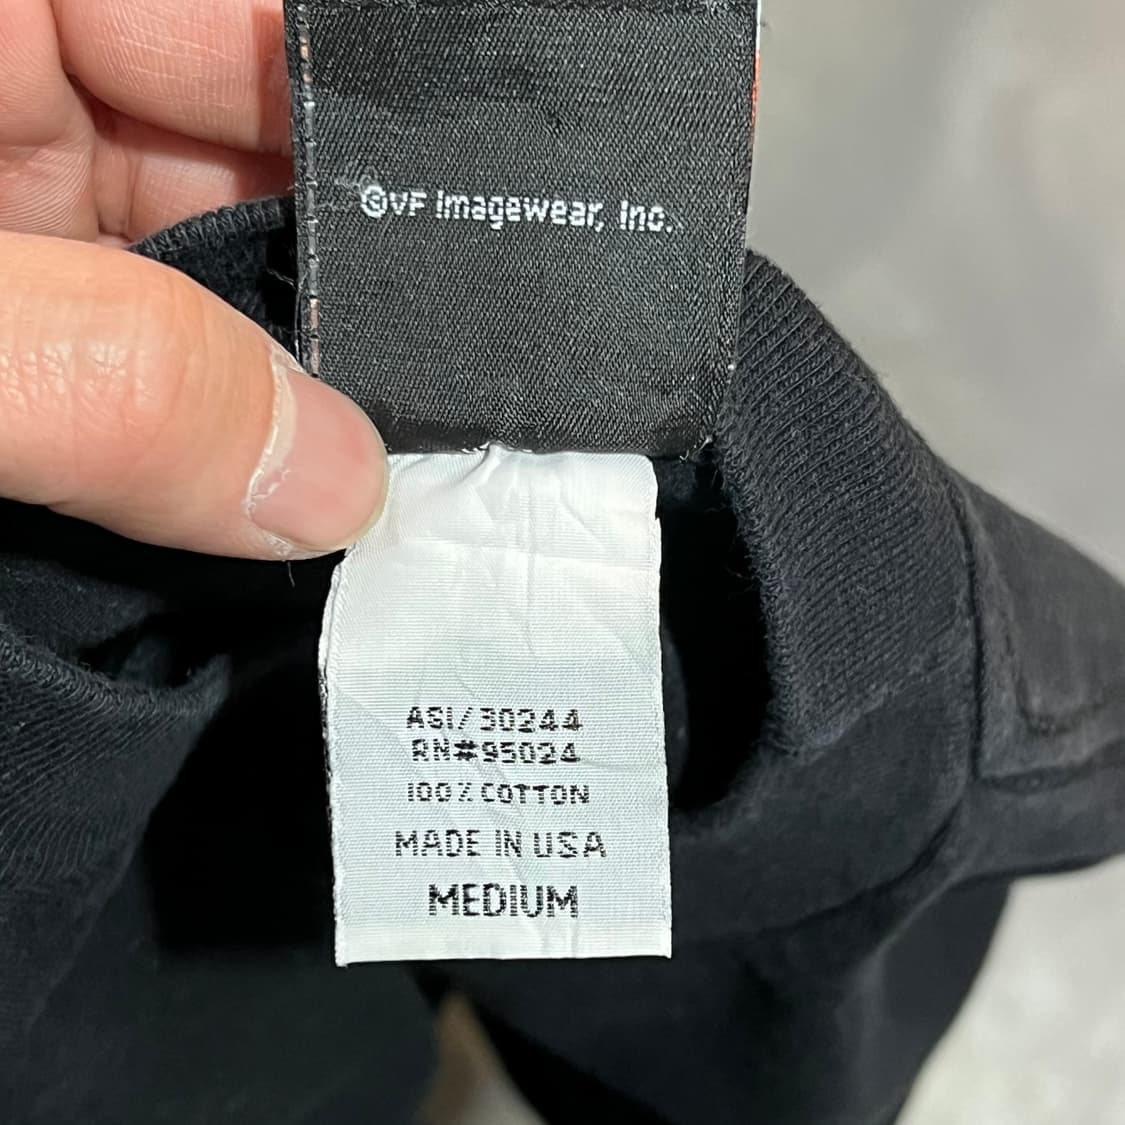 ©VF Imagewear, Inc.
ASI/30244
RN#95024
100% COTTON
MADE IN USA
MEDIUM